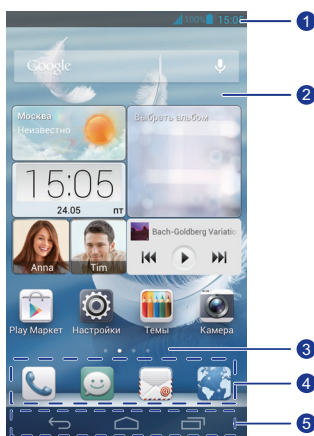 100% 15:05
1
Google
2
Москва
Неизвестно
Выбрать альбом
15:05
24.05 пт
Bach-Goldberg Variatio
Anna
Tim
Play Маркет
Настройки
Темы
Камера
3
4
5